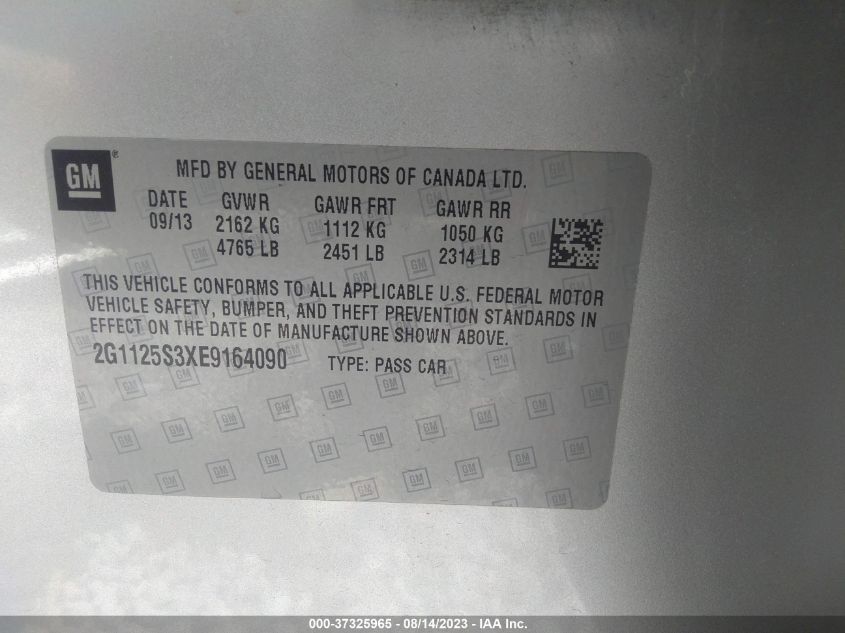 GM ®
MFD BY GENERAL MOTORS OF CANADA LTD.
DATE GVWR GAWR FRT GAWR RR
09/13 2162 KG 1112 KG 1050 KG
4765 LB 2451 LB 2314 LB
THIS VEHICLE CONFORMS TO ALL APPLICABLE U.S. FEDERAL MOTOR
VEHICLE SAFETY, BUMPER, AND THEFT PREVENTION STANDARDS IN
EFFECT ON THE DATE OF MANUFACTURE SHOWN ABOVE.
2G1125S3XE9164090 TYPE: PASS CAR
000-37325965 - 08/14/2023 - IAA Inc.